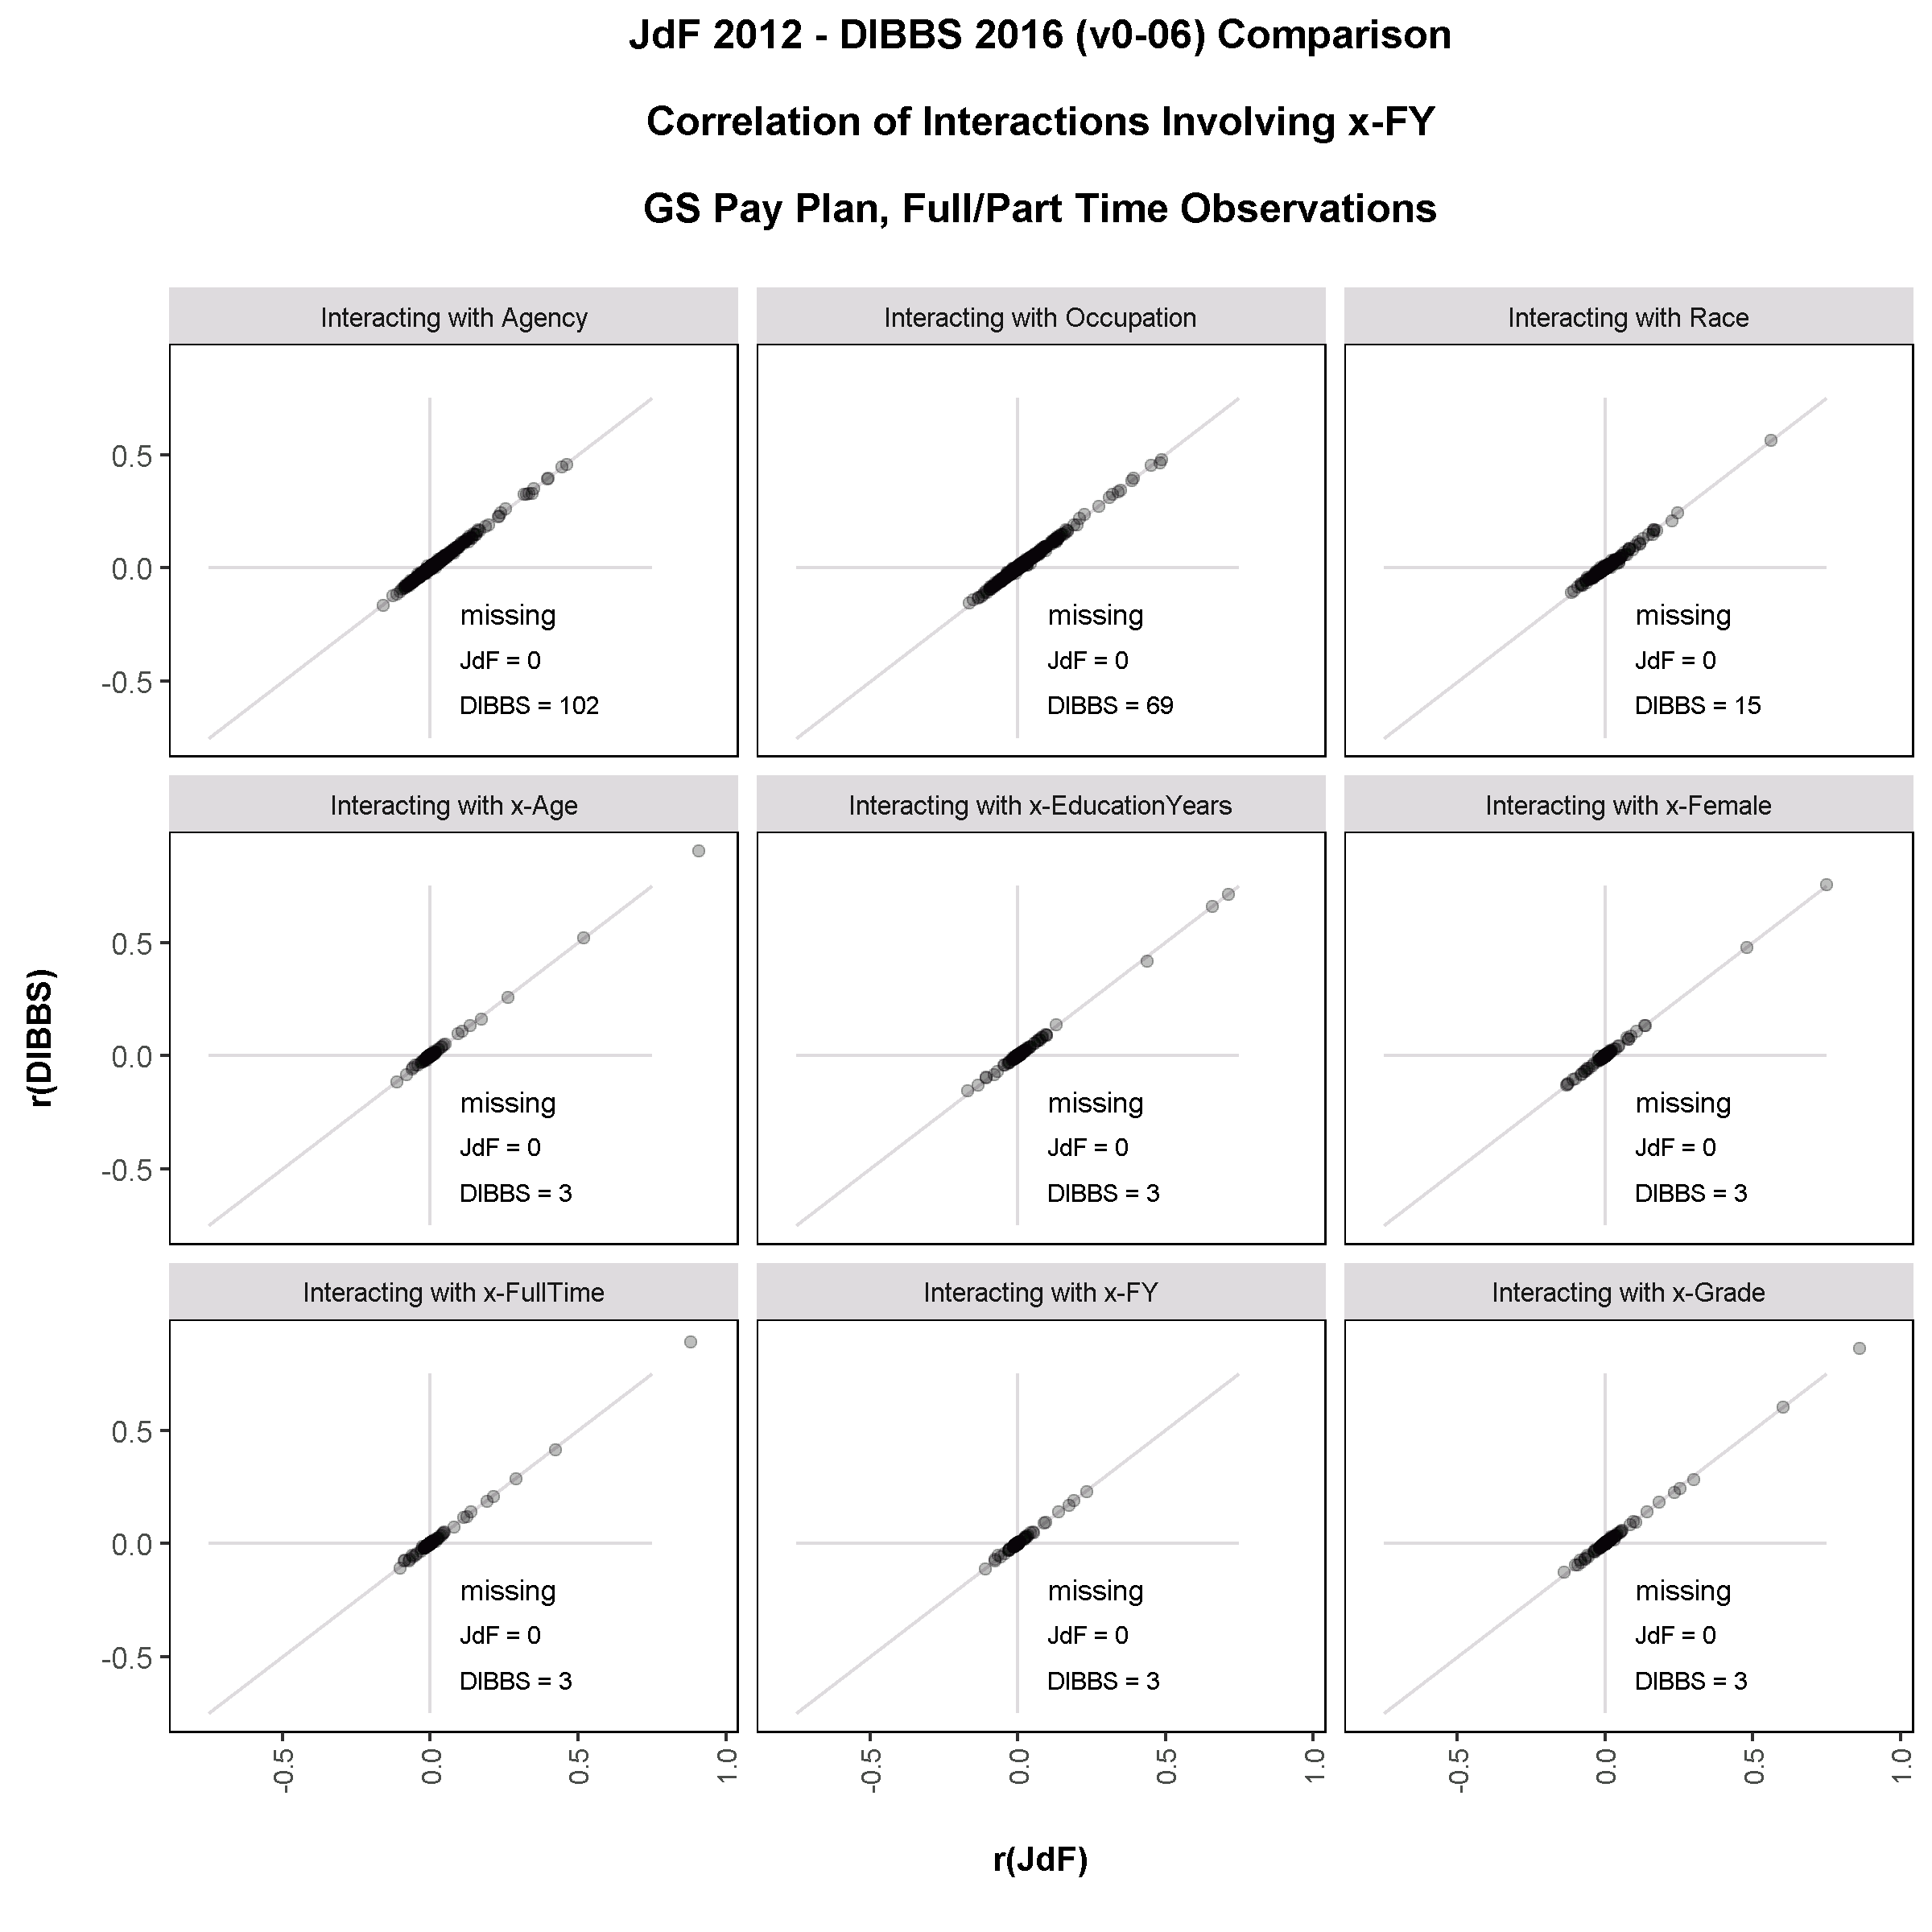 JdF 2012 - DIBBS 2016 (v0-06) Comparison
Correlation of Interactions Involving x-FY
GS Pay Plan, Full/Part Time Observations
Interacting with Agency
Interacting with Occupation
Interacting with Race
0.5
0.0
-0.5
missing
JdF = 0
DIBBS = 102
missing
JdF = 0
DIBBS = 69
missing
JdF = 0
DIBBS = 15
Interacting with x-Age
Interacting with x-EducationYears
Interacting with x-Female
r(DIBBS)
0.5
0.0
-0.5
missing
JdF = 0
DIBBS = 3
missing
JdF = 0
DIBBS = 3
missing
JdF = 0
DIBBS = 3
Interacting with x-FullTime
Interacting with x-FY
Interacting with x-Grade
0.5
0.0
-0.5
missing
JdF = 0
DIBBS = 3
missing
JdF = 0
DIBBS = 3
missing
JdF = 0
DIBBS = 3
-0.5
0.0
0.5
1.0
-0.5
0.0
0.5
1.0
-0.5
0.0
0.5
1.0
r(JdF)